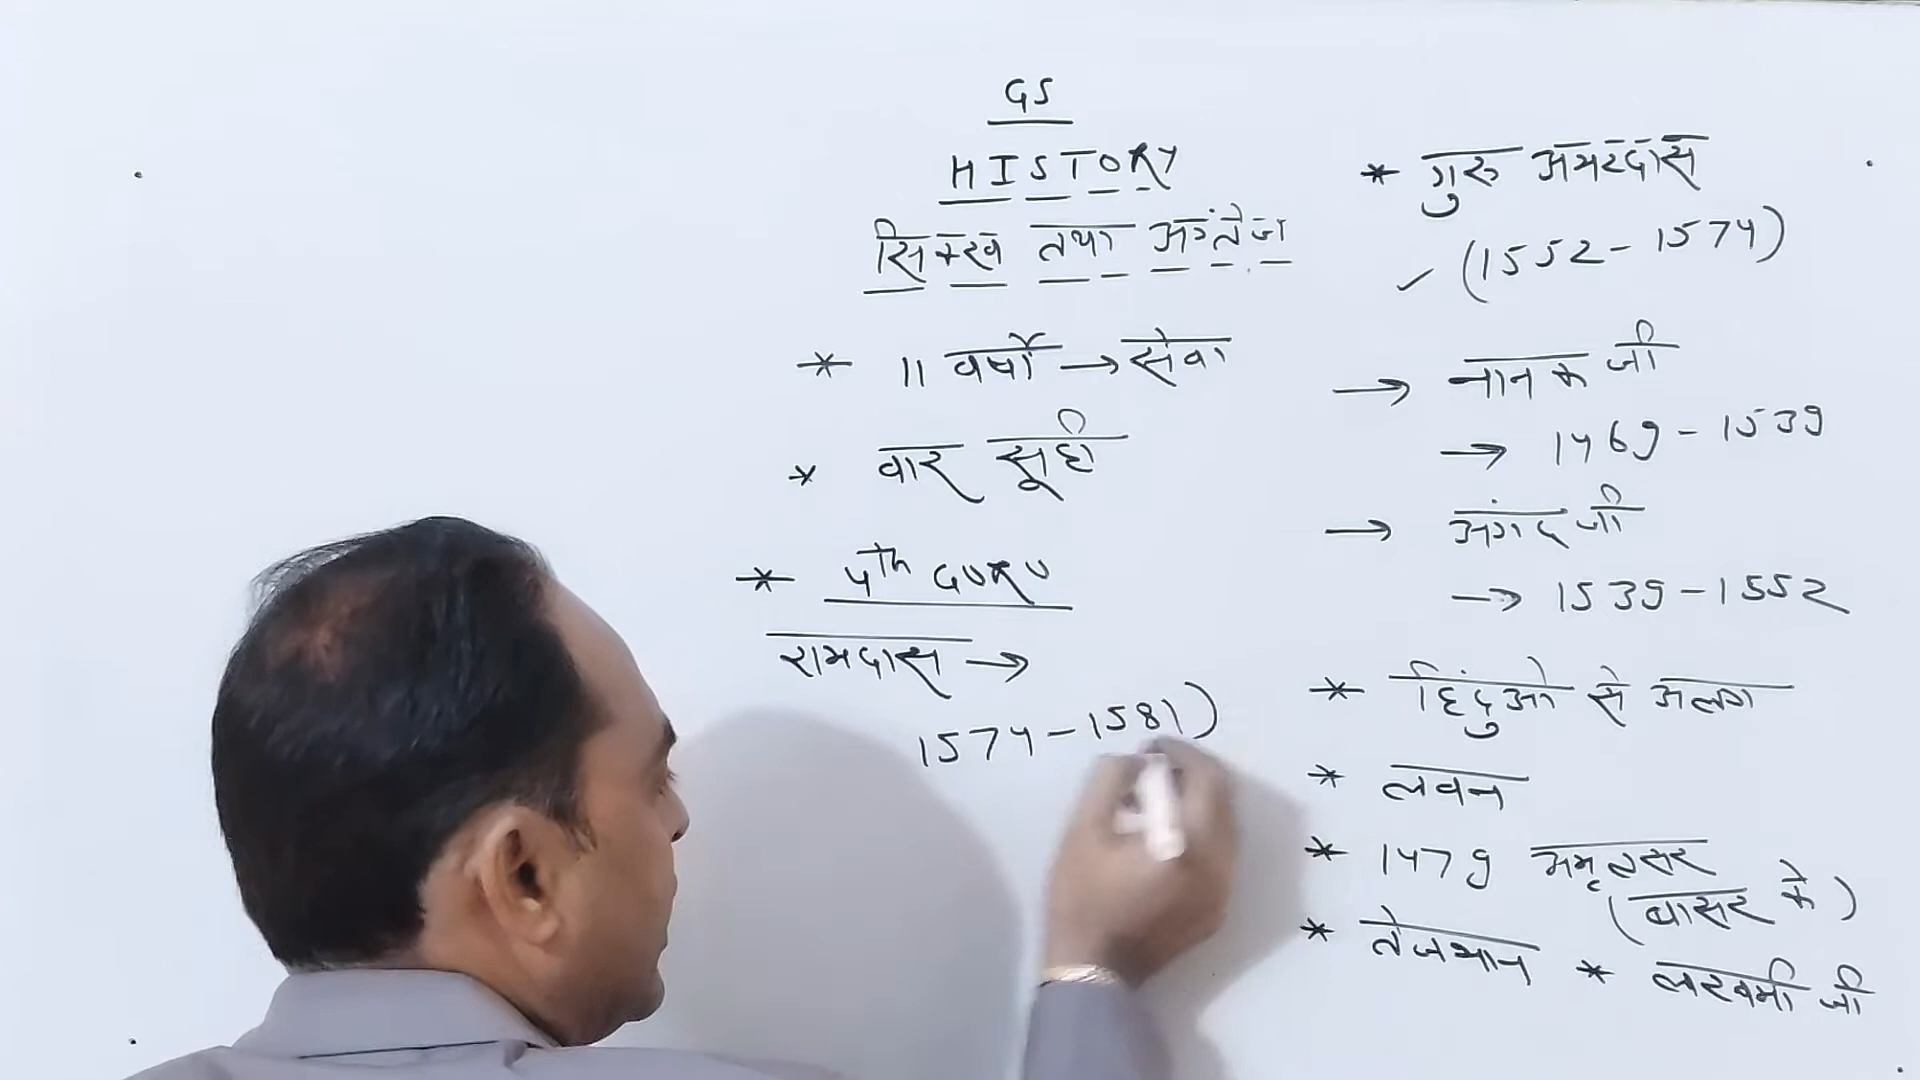 GS
HISTORY
सिक्ख तथा अंग्रेज
* 11 वर्षो → सेवा
* वार सूही
* 4th GURU
रामदास →
1574-1581)
* गुरु अमरदास
✓ (1552-1574)
→ नानक जी
→ 1469-1539
→ अंगद जी
→ 1539-1552
* हिंदुओ से अलग
* लवन
* 1479 अमृतसर
(बासर के)
* तेजभान * लखमी जी